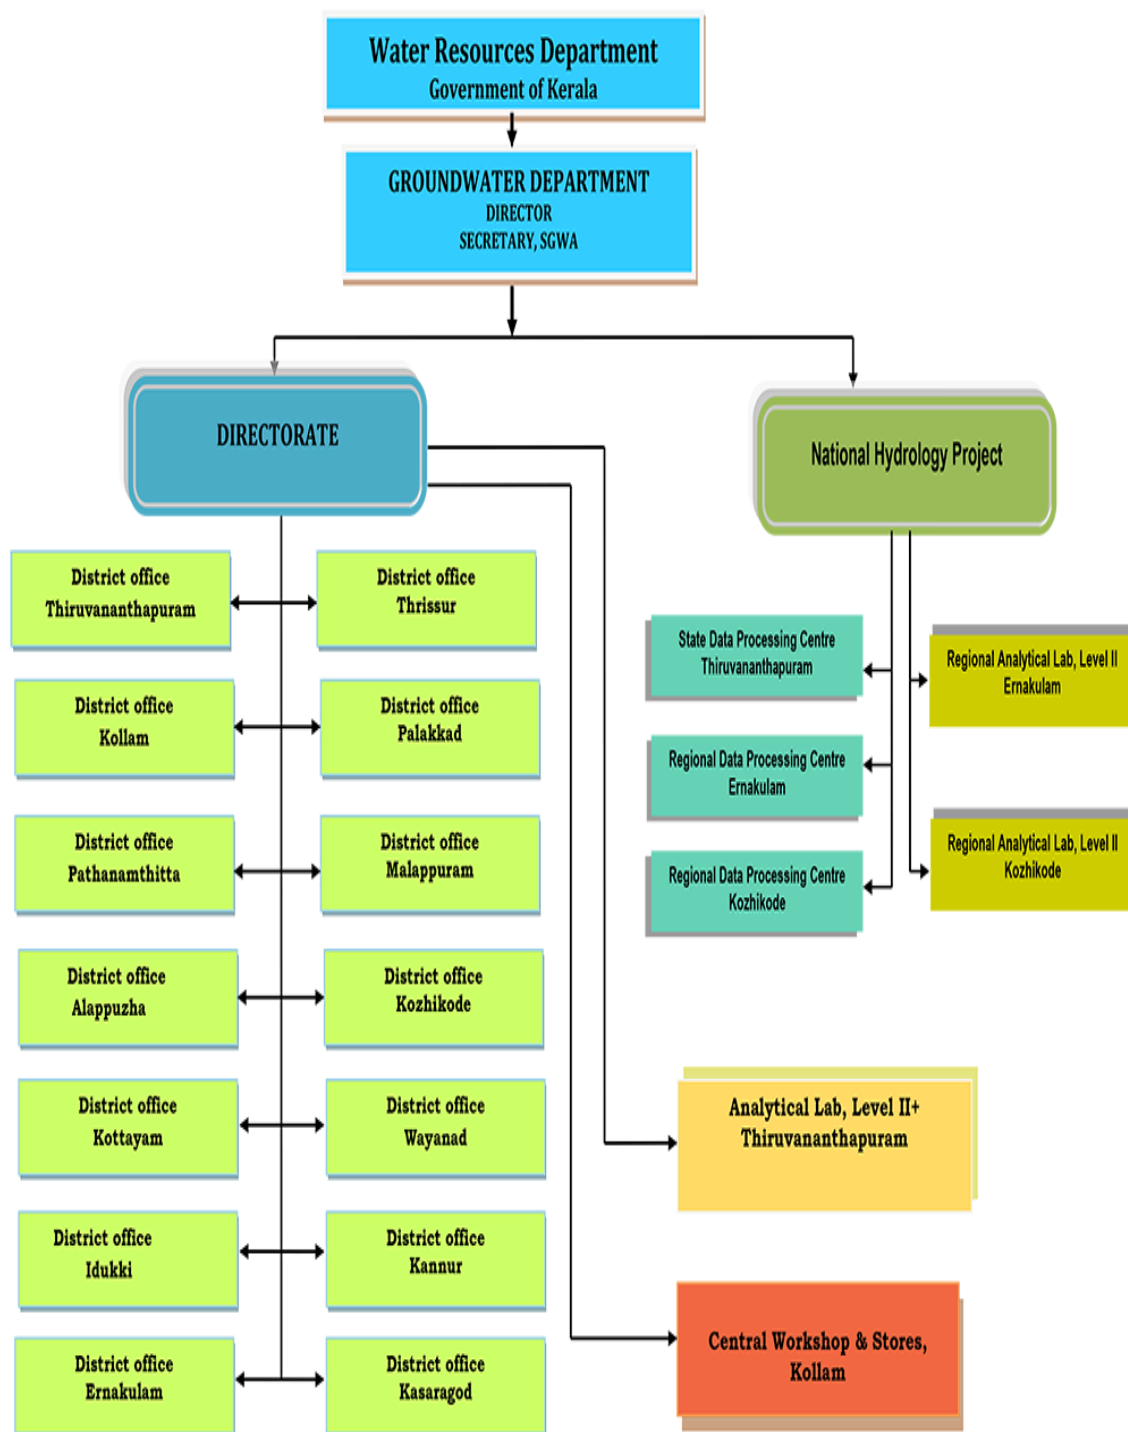 Water Resources Department
Government of Kerala
GROUNDWATER DEPARTMENT
DIRECTOR
SECRETARY, SGWA
DIRECTORATE
National Hydrology Project
District office
Thiruvananthapuram
District office
Thrissur
District office
Kollam
District office
Palakkad
District office
Pathanamthitta
District office
Malappuram
District office
Alappuzha
District office
Kozhikode
District office
Kottayam
District office
Wayanad
District office
Idukki
District office
Kannur
District office
Ernakulam
District office
Kasaragod
State Data Processing Centre
Thiruvananthapuram
Regional Data Processing Centre
Ernakulam
Regional Data Processing Centre
Kozhikode
Regional Analytical Lab, Level II
Ernakulam
Regional Analytical Lab, Level II
Kozhikode
Analytical Lab, Level II+
Thiruvananthapuram
Central Workshop & Stores,
Kollam